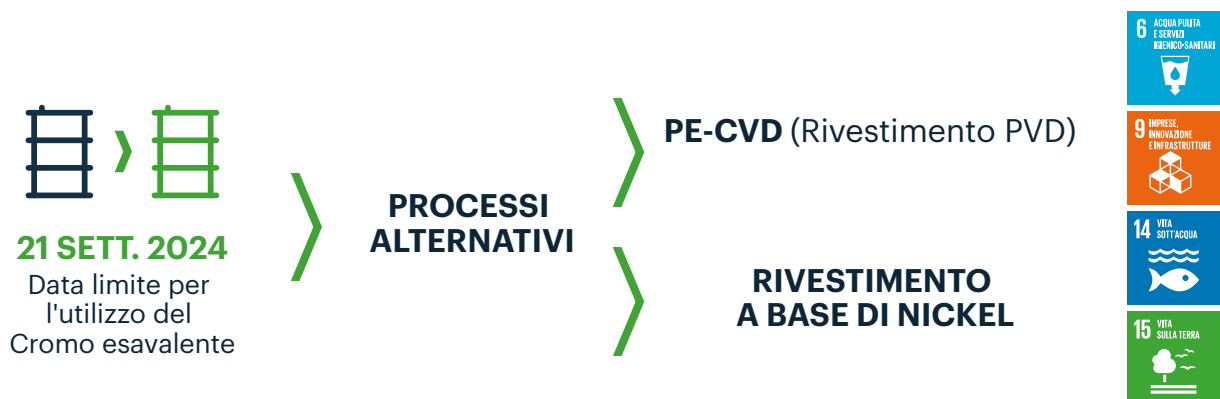 21 SETT. 2024
Data limite per
l'utilizzo del
Cromo esavalente
PROCESSI
ALTERNATIVI
PE-CVD (Rivestimento PVD)
RIVESTIMENTO
A BASE DI NICKEL
6 ACQUA PULITA
E SERVIZI
IGIENICO-SANITARI
9 IMPRESE,
INNOVAZIONE
E INFRASTRUTTURE
14 VITA
SOTT'ACQUA
15 VITA
SULLA TERRA